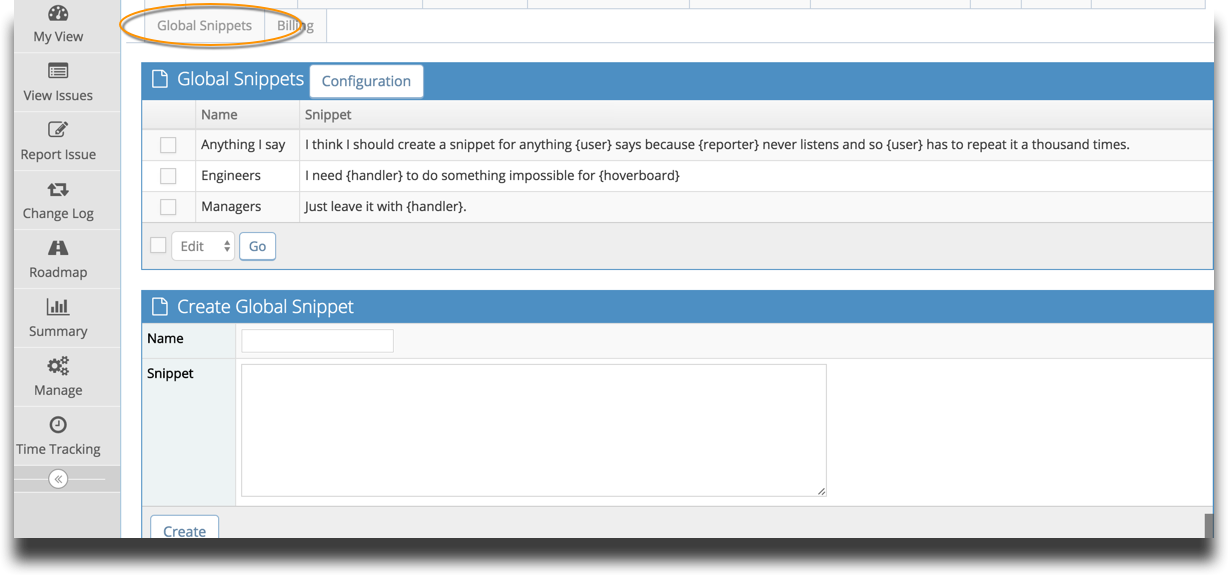 My View
View Issues
Report Issue
Change Log
Roadmap
Summary
Manage
Time Tracking
Global Snippets
Billing
Global Snippets
Configuration
Name Snippet
Anything I say I think I should create a snippet for anything {user} says because {reporter} never listens and so {user} has to repeat it a thousand times.
Engineers I need {handler} to do something impossible for {hoverboard}
Managers Just leave it with {handler}.
Edit Go
Create Global Snippet
Name
Snippet
Create